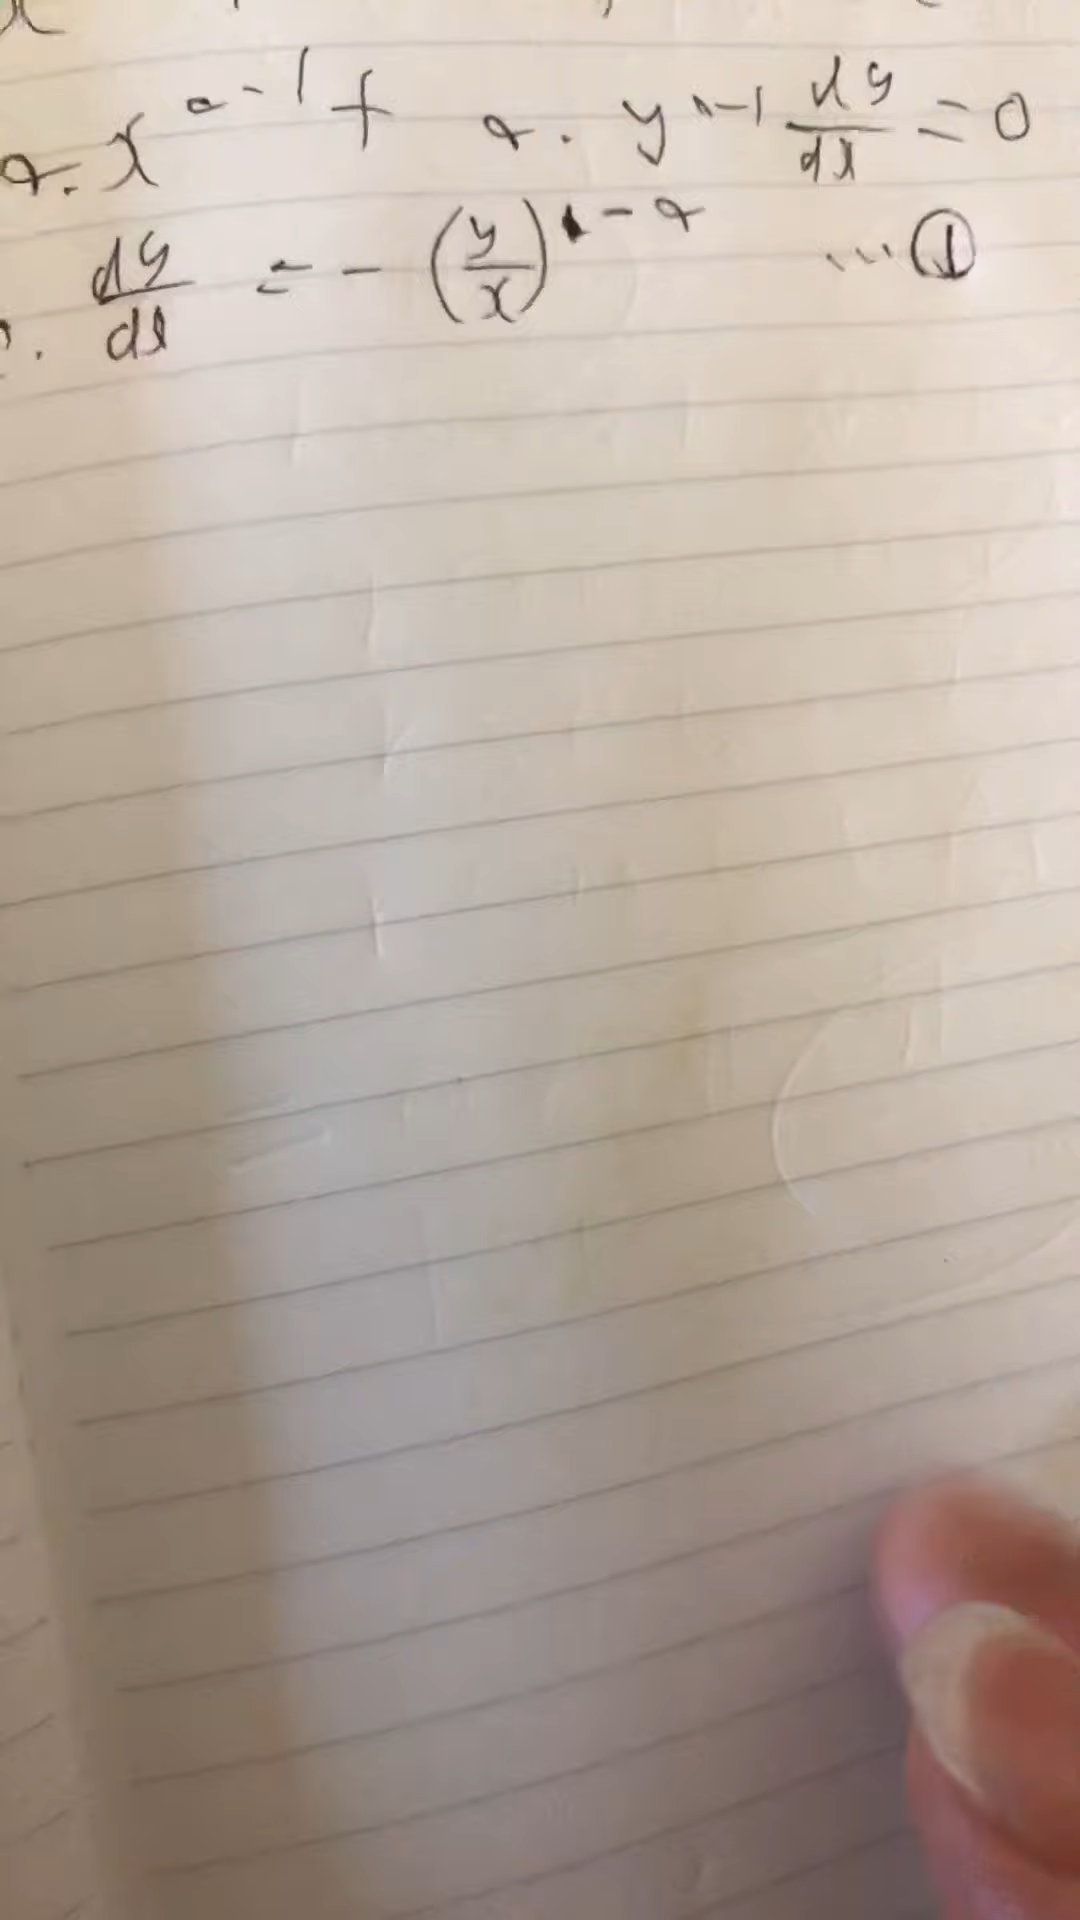 a. x^{a-1} + a. y^{a-1} dy/dx = 0
dy/dx = - (y/x)^{1-a} ... ①